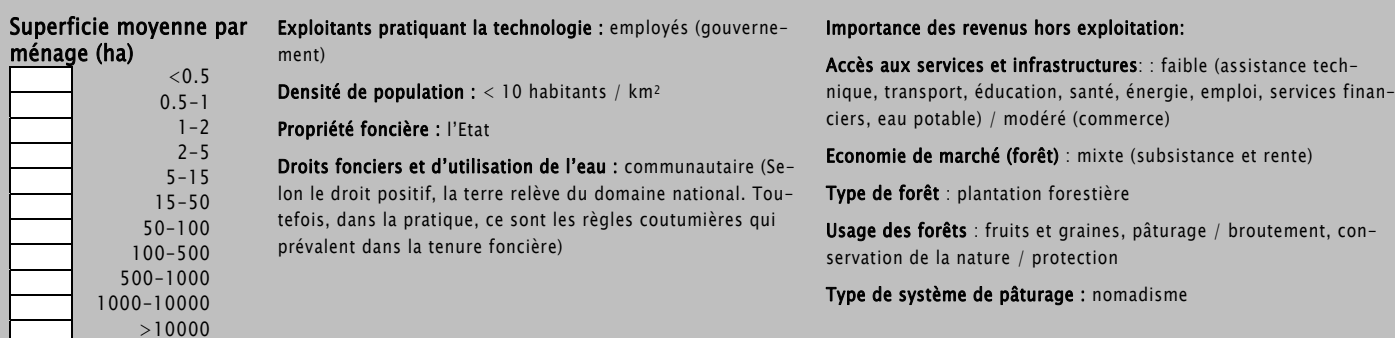 Superficie moyenne par
ménage (ha)
<0.5
0.5–1
1–2
2–5
5–15
15–50
50–100
100–500
500–1000
1000–10000
>10000
Exploitants pratiquant la technologie : employés (gouverne–
ment)
Densité de population : < 10 habitants / km²
Propriété foncière : l'Etat
Droits fonciers et d'utilisation de l'eau : communautaire (Se–
lon le droit positif, la terre relève du domaine national. Tou–
tefois, dans la pratique, ce sont les règles coutumières qui
prévalent dans la tenure foncière)
Importance des revenus hors exploitation:
Accès aux services et infrastructures: : faible (assistance tech–
nique, transport, éducation, santé, énergie, emploi, services finan–
ciers, eau potable) / modéré (commerce)
Economie de marché (forêt) : mixte (subsistance et rente)
Type de forêt : plantation forestière
Usage des forêts : fruits et graines, pâturage / broutement, con–
servation de la nature / protection
Type de système de pâturage : nomadisme